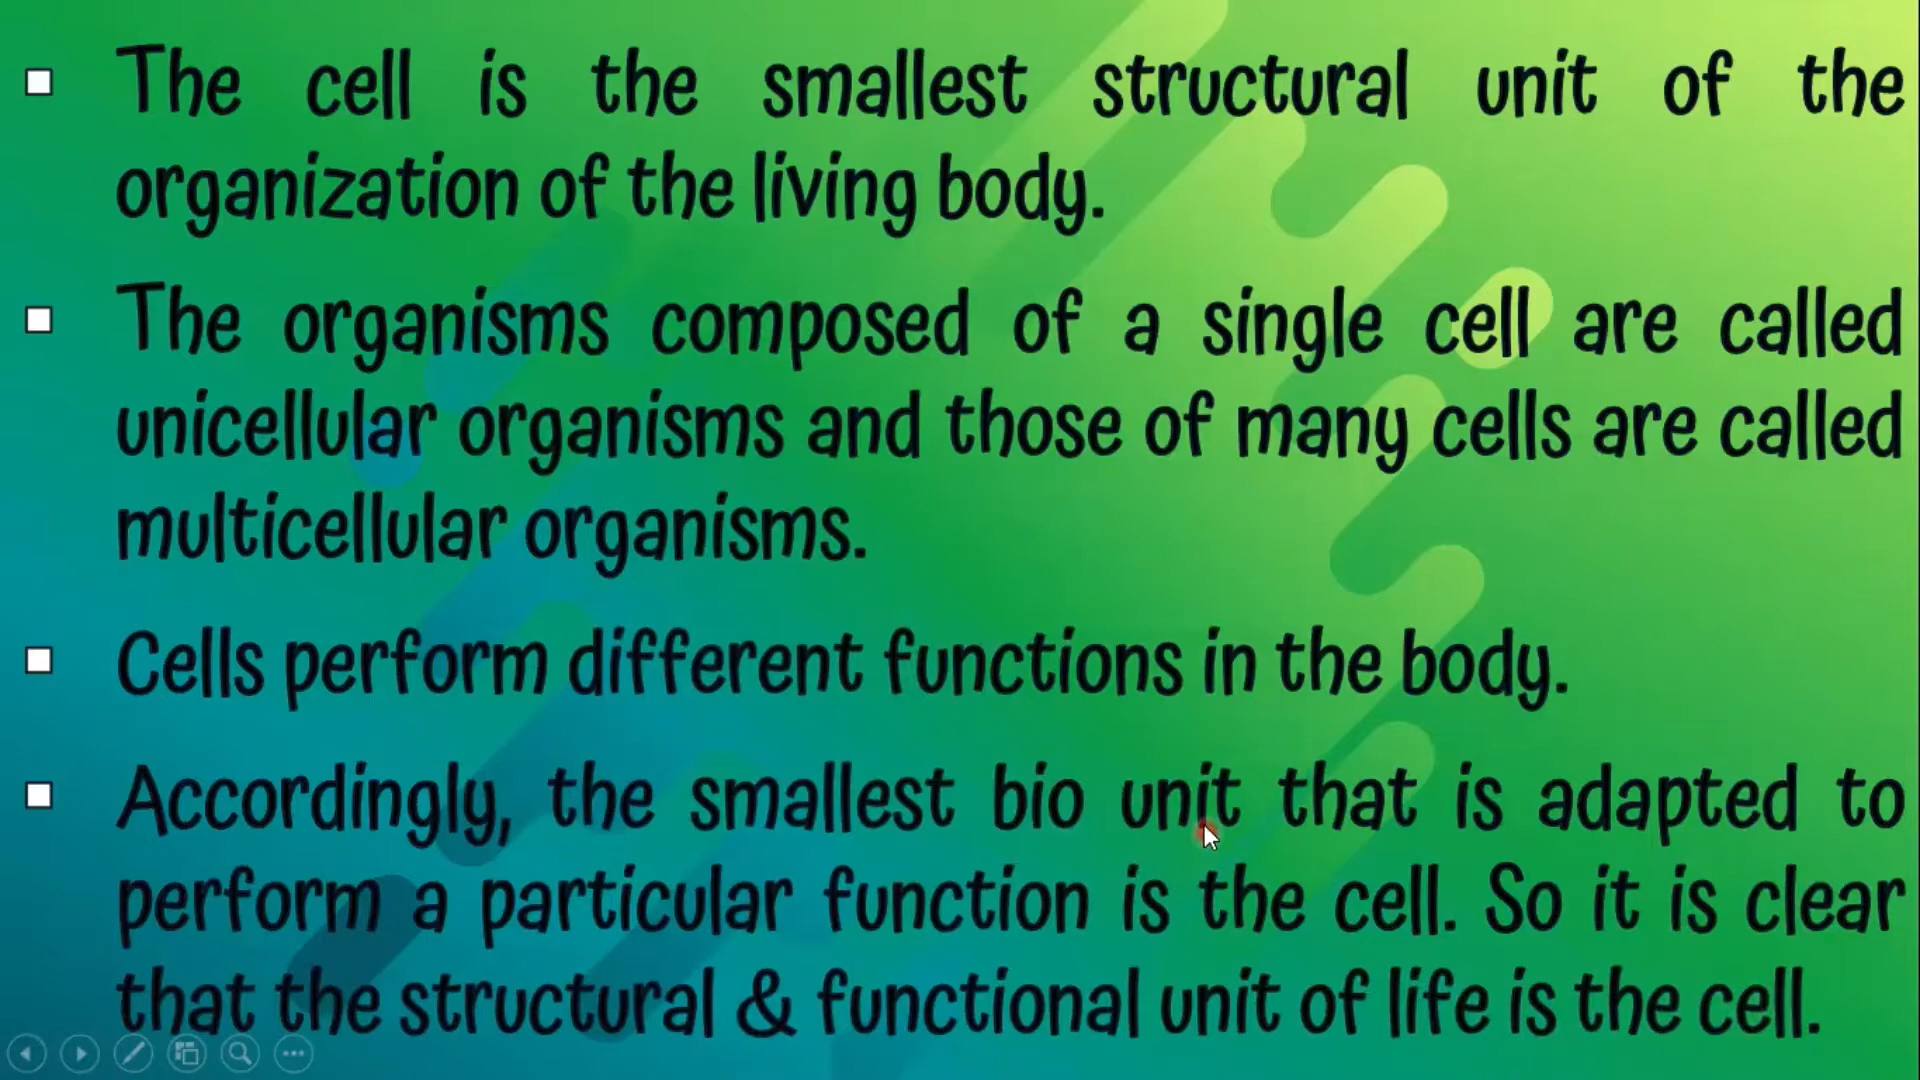 The cell is the smallest structural unit of the
organization of the living body.
The organisms composed of a single cell are called
unicellular organisms and those of many cells are called
multicellular organisms.
Cells perform different functions in the body.
Accordingly, the smallest bio unit that is adapted to
perform a particular function is the cell. So it is clear
that the structural & functional unit of life is the cell.